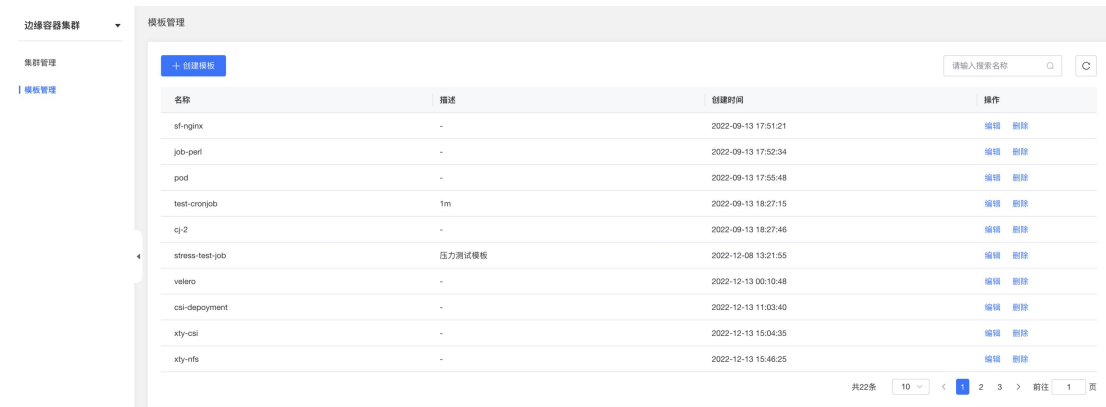 边缘容器集群
模板管理
集群管理
模板管理
创建模板
请输入搜索名称
名称 描述 创建时间 操作
sf-nginx - 2022-09-13 17:51:21 编辑 删除
job-perl - 2022-09-13 17:52:34 编辑 删除
pod - 2022-09-13 17:55:48 编辑 删除
test-cronjob 1m 2022-09-13 18:27:15 编辑 删除
cj-2 - 2022-09-13 18:27:46 编辑 删除
stress-test-job 压力测试模板 2022-12-08 13:21:55 编辑 删除
velero - 2022-12-13 00:10:48 编辑 删除
csi-depoyment - 2022-12-13 11:03:40 编辑 删除
xty-csi - 2022-12-13 15:04:35 编辑 删除
xty-nfs - 2022-12-13 15:46:25 编辑 删除
共22条 10 1 2 3 前往 1 页